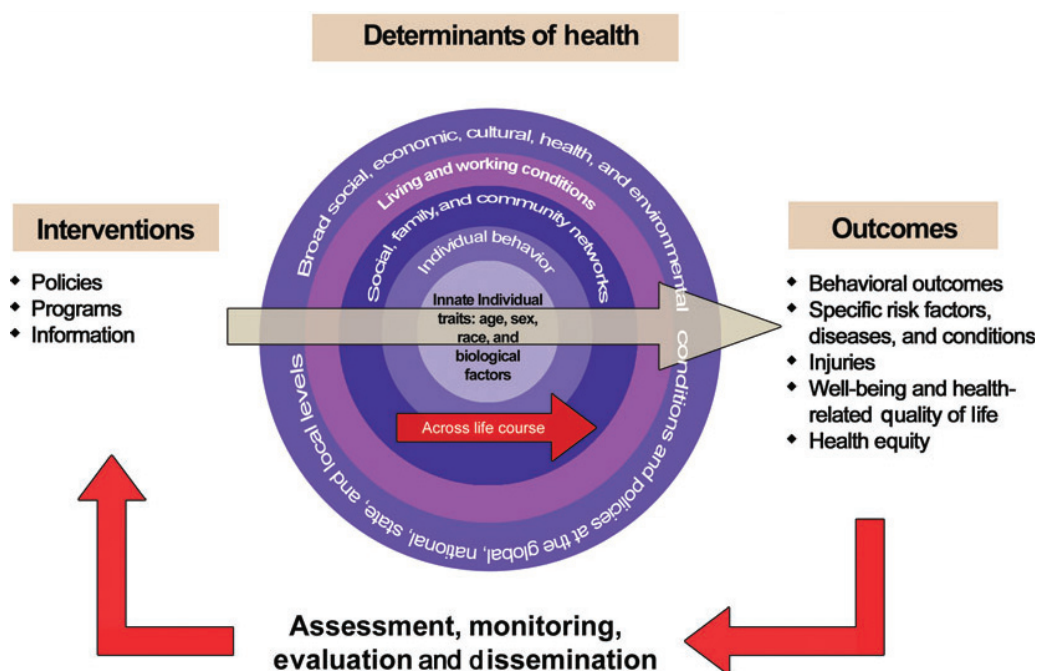 Determinants of health
Interventions
◆ Policies
◆ Programs
◆ Information
Broad social, economic, cultural, health, and environmental conditions and policies at the global, national, state, and local levels
Living and working conditions
Social, family, and community networks
Individual behavior
Innate Individual
traits: age, sex,
race, and
biological
factors
Across life course
Outcomes
◆ Behavioral outcomes
◆ Specific risk factors,
diseases, and conditions
◆ Injuries
◆ Well-being and health-
related quality of life
◆ Health equity
Assessment, monitoring,
evaluation and dissemination